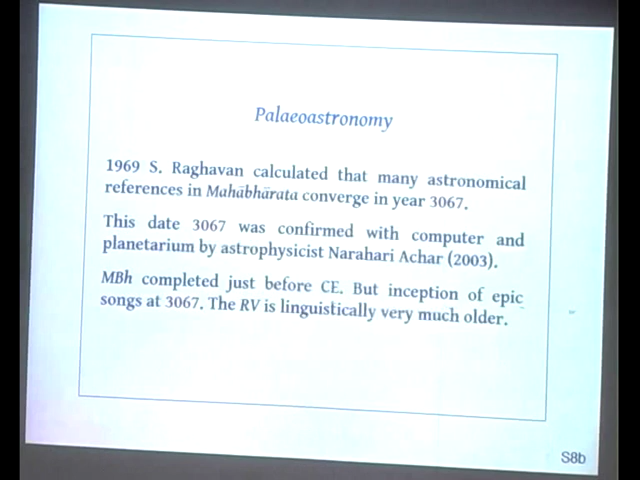 Palaeoastronomy
1969 S. Raghavan calculated that many astronomical
references in Mahābhārata converge in year 3067.
This date 3067 was confirmed with computer and
planetarium by astrophysicist Narahari Achar (2003).
MBh completed just before CE. But inception of epic
songs at 3067. The RV is linguistically very much older.
S8b